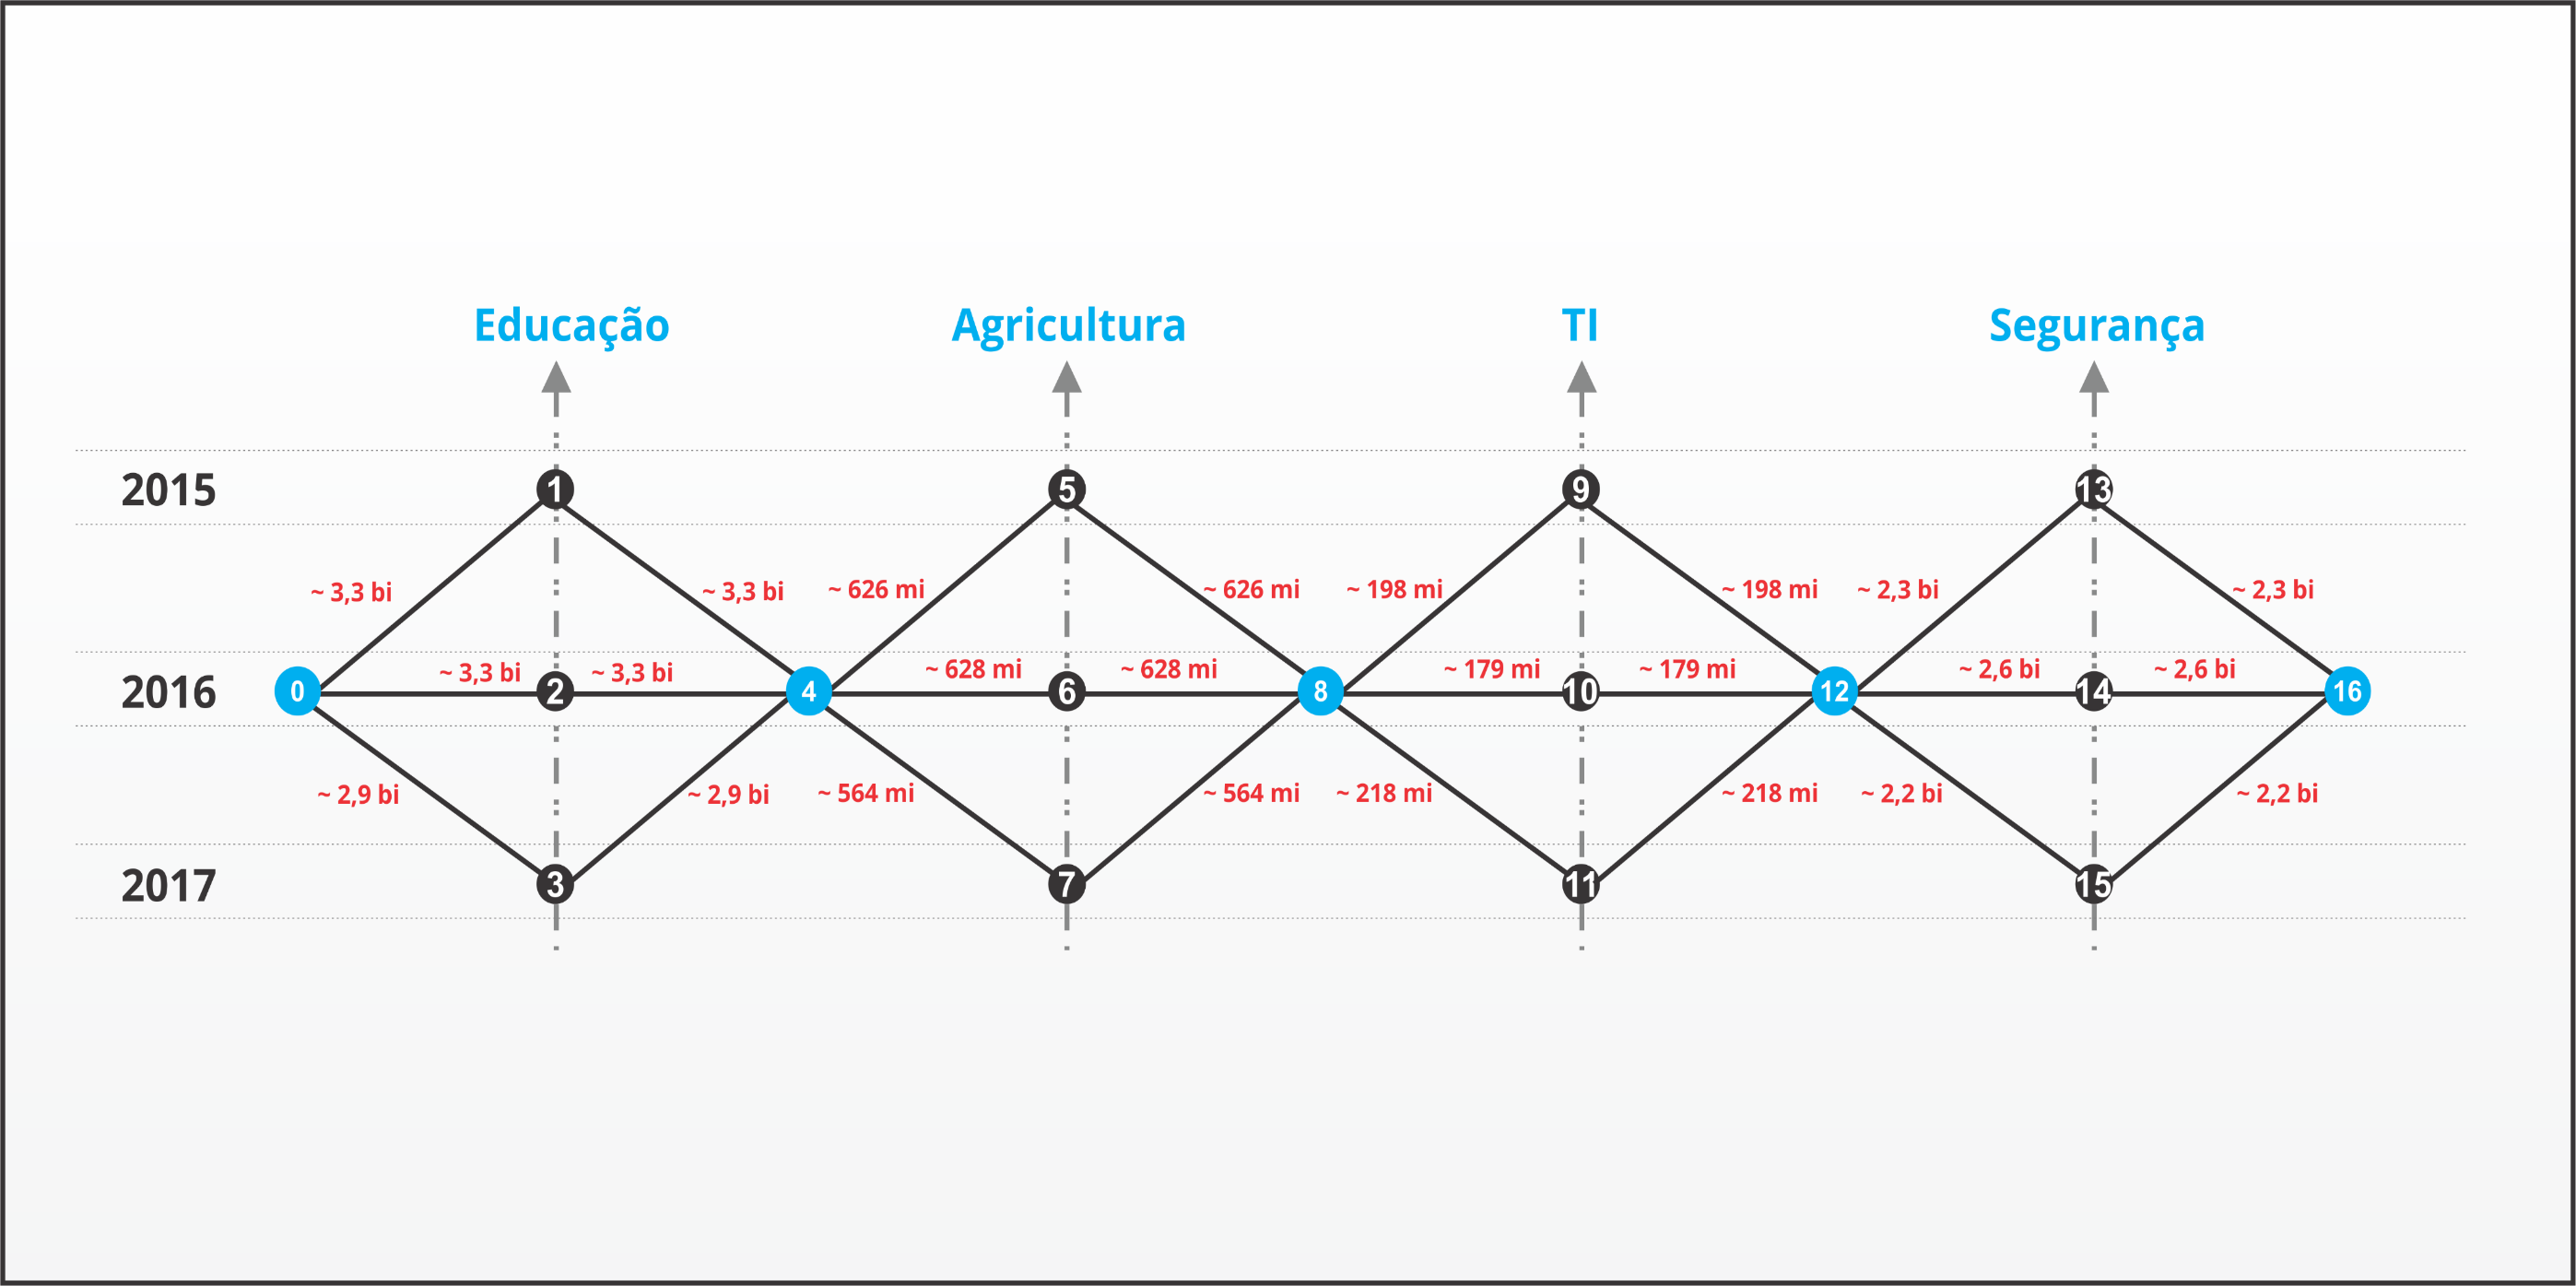 Educação
Agricultura
TI
Segurança
2015
1
5
9
13
~ 3,3 bi
~ 3,3 bi
~ 626 mi
~ 626 mi
~ 198 mi
~ 198 mi
~ 2,3 bi
~ 2,3 bi
~ 3,3 bi
~ 3,3 bi
~ 628 mi
~ 628 mi
~ 179 mi
~ 179 mi
~ 2,6 bi
~ 2,6 bi
2016
0
2
4
6
8
10
12
14
16
~ 2,9 bi
~ 2,9 bi
~ 564 mi
~ 564 mi
~ 218 mi
~ 218 mi
~ 2,2 bi
~ 2,2 bi
2017
3
7
11
15